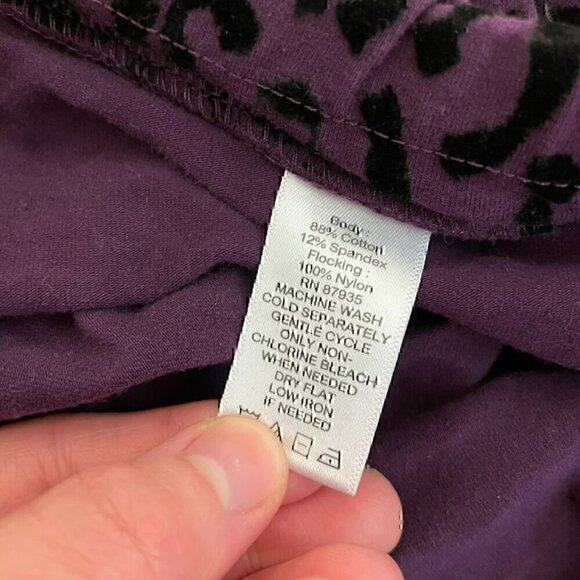 Body :
88% Cotton
12% Spandex
Flocking :
100% Nylon
RN 87935
MACHINE WASH
COLD SEPARATELY
GENTLE CYCLE
ONLY NON-
CHLORINE BLEACH
WHEN NEEDED
DRY FLAT
LOW IRON
IF NEEDED